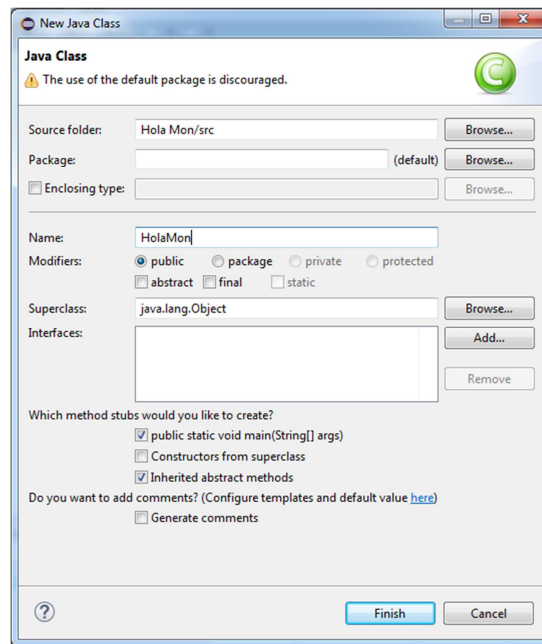 New Java Class
Java Class
The use of the default package is discouraged.
Source folder: Hola Mon/src Browse...
Package: (default) Browse...
Enclosing type: Browse...
Name: HolaMon
Modifiers: public package private protected
abstract final static
Superclass: java.lang.Object Browse...
Interfaces: Add...
Remove
Which method stubs would you like to create?
public static void main(String[] args)
Constructors from superclass
Inherited abstract methods
Do you want to add comments? (Configure templates and default value here)
Generate comments
? Finish Cancel